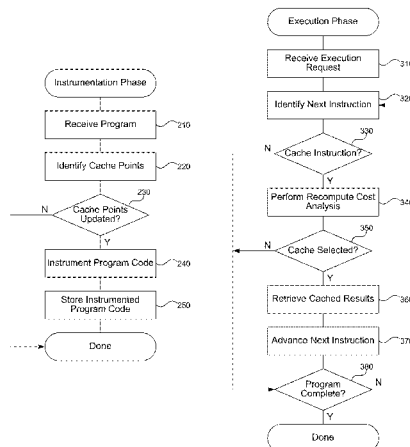 Instrumentation Phase
Receive Program
210
Identify Cache Points
220
230
Cache Points
Updated?
N
Y
Instrument Program Code
240
Store Instrumented
Program Code
250
Done
Execution Phase
Receive Execution
Request
310
Identify Next Instruction
320
330
N
Cache Instruction?
Y
Perform Recompute Cost
Analysis
340
350
N
Cache Selected?
Y
Retrieve Cached Results
360
Advance Next Instruction
370
380
Program
Complete?
N
Y
Done